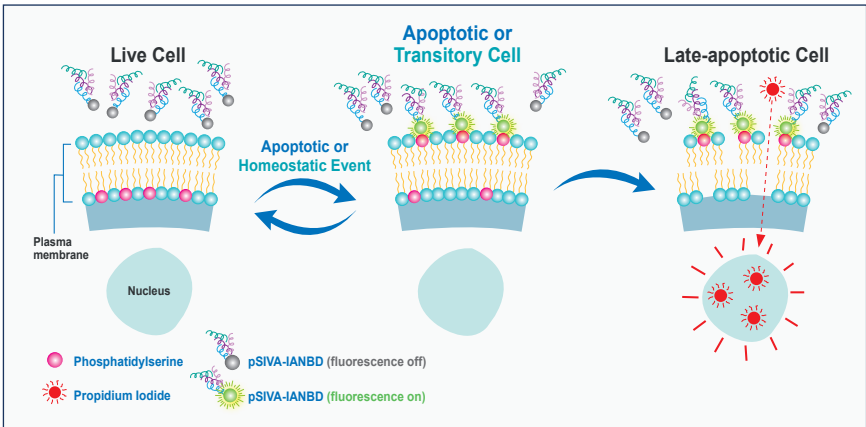 Live Cell
Apoptotic or
Transitory Cell
Late-apoptotic Cell
Apoptotic or
Homeostatic Event
Plasma
membrane
Nucleus
Phosphatidylserine
pSIVA-IANBD (fluorescence off)
Propidium Iodide
pSIVA-IANBD (fluorescence on)